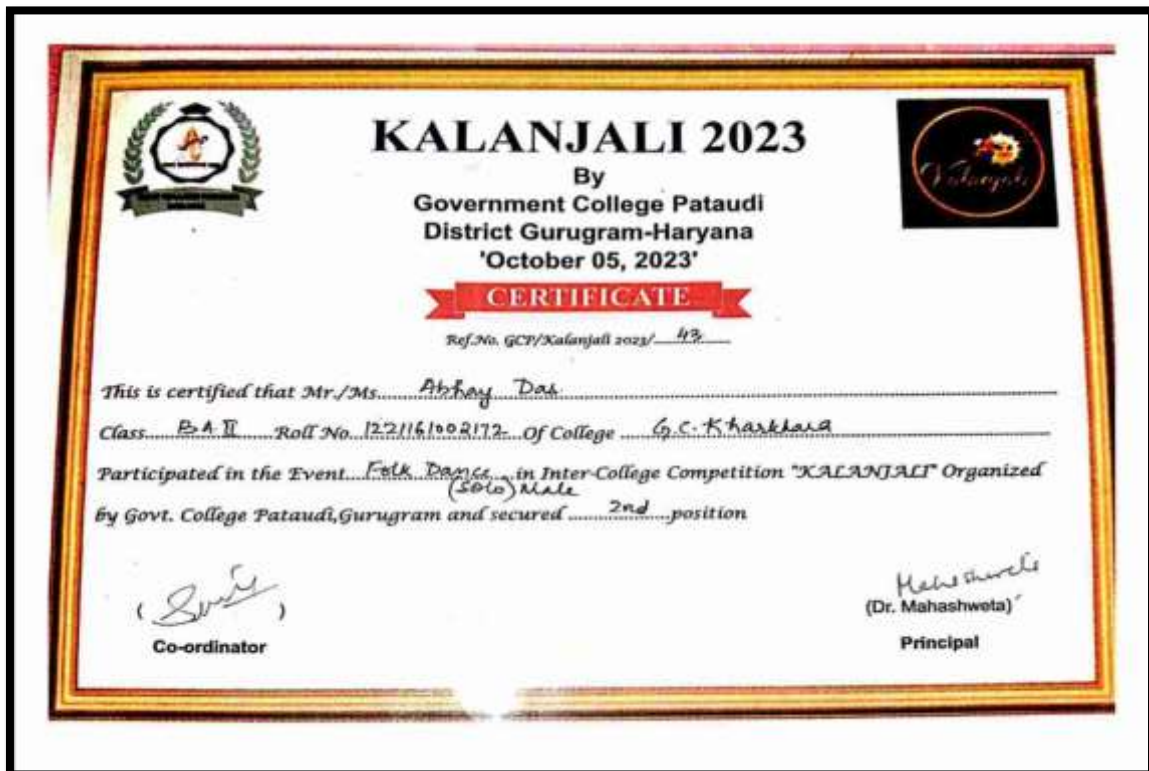 KALANJALI 2023
By
Government College Pataudi
District Gurugram-Haryana
'October 05, 2023'
CERTIFICATE
Ref.No. GCP/Kalanjali 2023/......43......
This is certified that Mr./Ms.....Abhay Das.....
Class.....BA II.....Roll No.1221161002172...Of College.....G.C. Kharkhara
Participated in the Event....Folk Dance....in Inter-College Competition "KALANJALI" Organized
(Solo) Male
by Govt. College Pataudi,Gurugram and secured ......2nd......position
Kalanjali
( )
Co-ordinator
(Dr. Mahashweta)
Principal